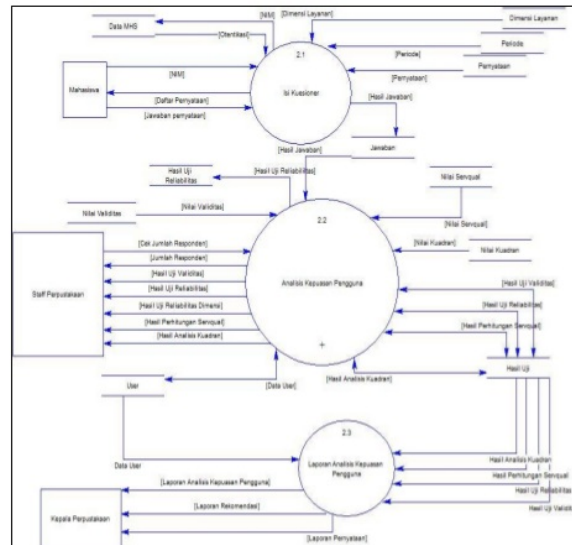 [NIM]
Data MHS
[Otentikasi]
[Dimensi Layanan]
Dimensi Layanan
[Periode]
Periode
[Pernyataan]
Pernyataan
2.1
Isi Kuesioner
Mahasiswa
[NIM]
[Daftar Pernyataan]
[Jawaban pernyataan]
[Hasil Jawaban]
Jawaban
[Hasil Jawaban]
Hasil Uji
Reliabilitas
[Hasil Uji Reliabilitas]
Nilai Servqual
[Nilai Servqual]
Nilai Validitas
[Nilai Validitas]
2.2
Analisis Kepuasan Pengguna
+
[Nilai Kuadran]
Nilai Kuadran
Staff Perpustakaan
[Cek Jumlah Responden]
[Jumlah Responden]
[Hasil Uji Validitas]
[Hasil Uji Reliabilitas]
[Hasil Uji Reliabilitas Dimensi]
[Hasil Perhitungan Servqual]
[Hasil Analisis Kuadran]
[Hasil Uji Validitas]
[Hasil Uji Reliabilitas]
[Hasil Perhitungan Servqual]
Hasil Uji
[Hasil Analisis Kuadran]
User
[Data User]
Data User
2.3
Laporan Analisis Kepuasan
Pengguna
Hasil Analisis Kuadran
Hasil Perhitungan Servqual
Hasil Uji Reliabilitas
Hasil Uji Validitas
Kepala Perpustakaan
[Laporan Analisis Kepuasan Pengguna]
[Laporan Rekomendasi]
[Laporan Pernyataan]